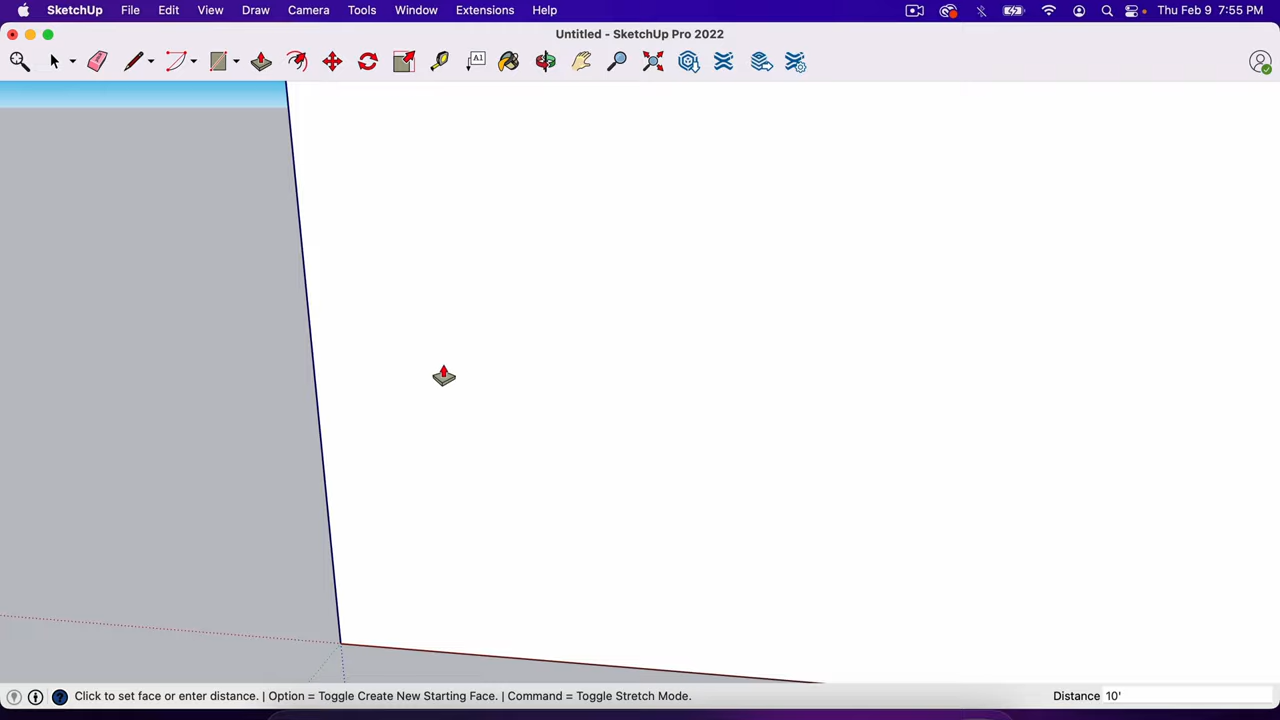 SketchUp File Edit View Draw Camera Tools Window Extensions Help Thu Feb 9 7:55 PM
Untitled - SketchUp Pro 2022
A1
Click to set face or enter distance. | Option = Toggle Create New Starting Face. | Command = Toggle Stretch Mode. Distance 10'